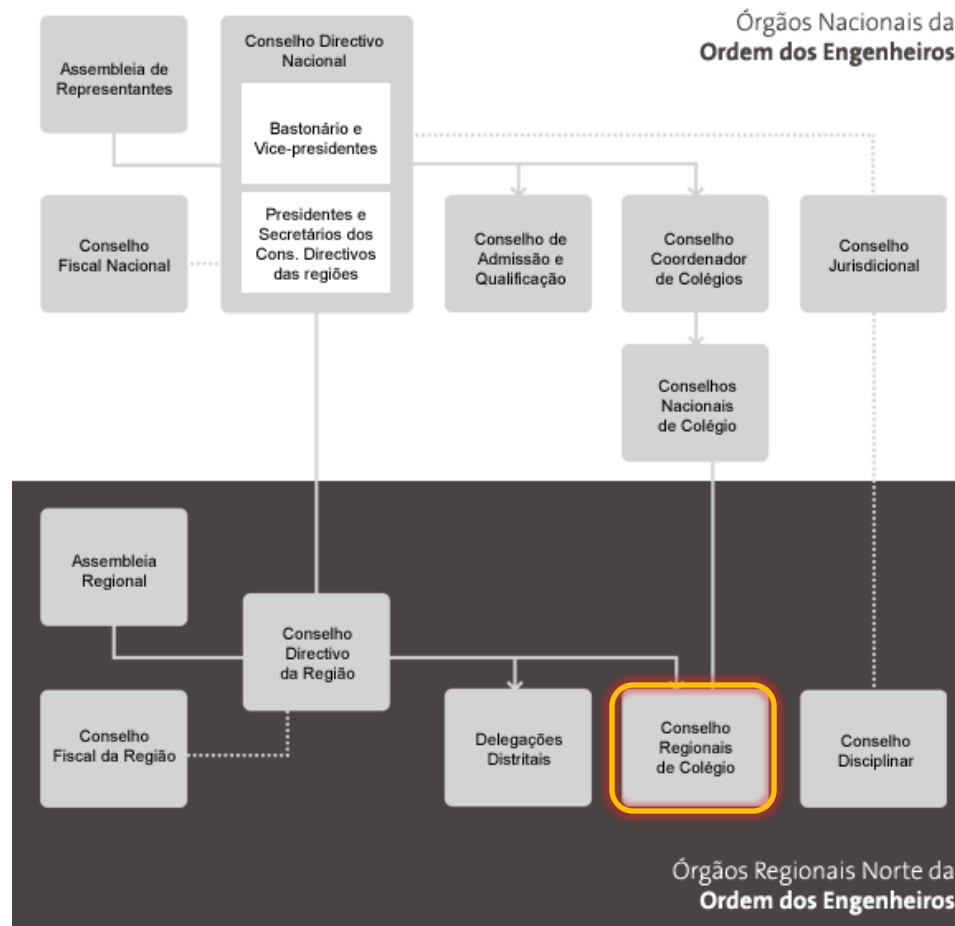 Órgãos Nacionais da
Ordem dos Engenheiros
Assembleia de
Representantes
Conselho Directivo
Nacional
Bastonário e
Vice-presidentes
Presidentes e
Secretários dos
Cons. Directivos
das regiões
Conselho
Fiscal Nacional
Conselho de
Admissão e
Qualificação
Conselho
Coordenador
de Colégios
Conselho
Jurisdicional
Conselhos
Nacionais
de Colégio
Assembleia
Regional
Conselho
Directivo
da Região
Conselho
Fiscal da Região
Delegações
Distritais
Conselho
Regionais
de Colégio
Conselho
Disciplinar
Órgãos Regionais Norte da
Ordem dos Engenheiros